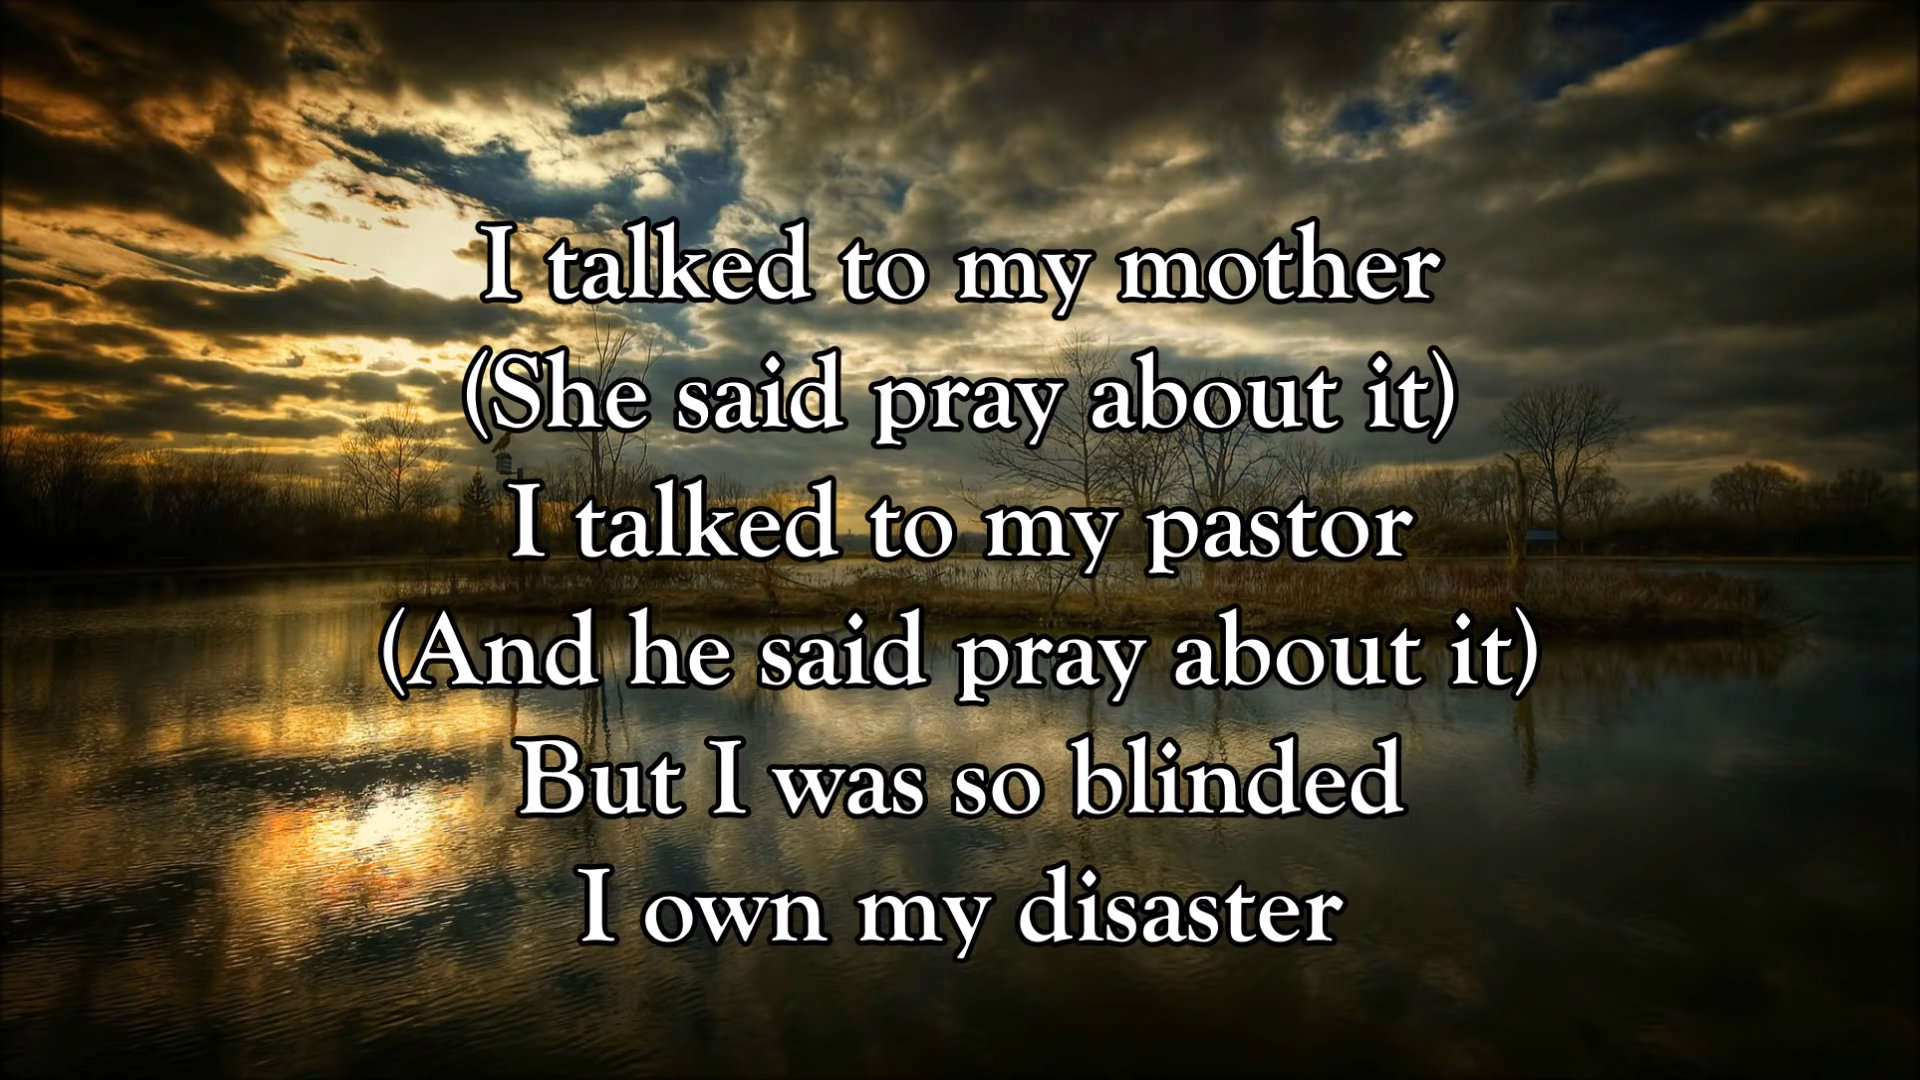 I talked to my mother
(She said pray about it)
I talked to my pastor
(And he said pray about it)
But I was so blinded
I own my disaster